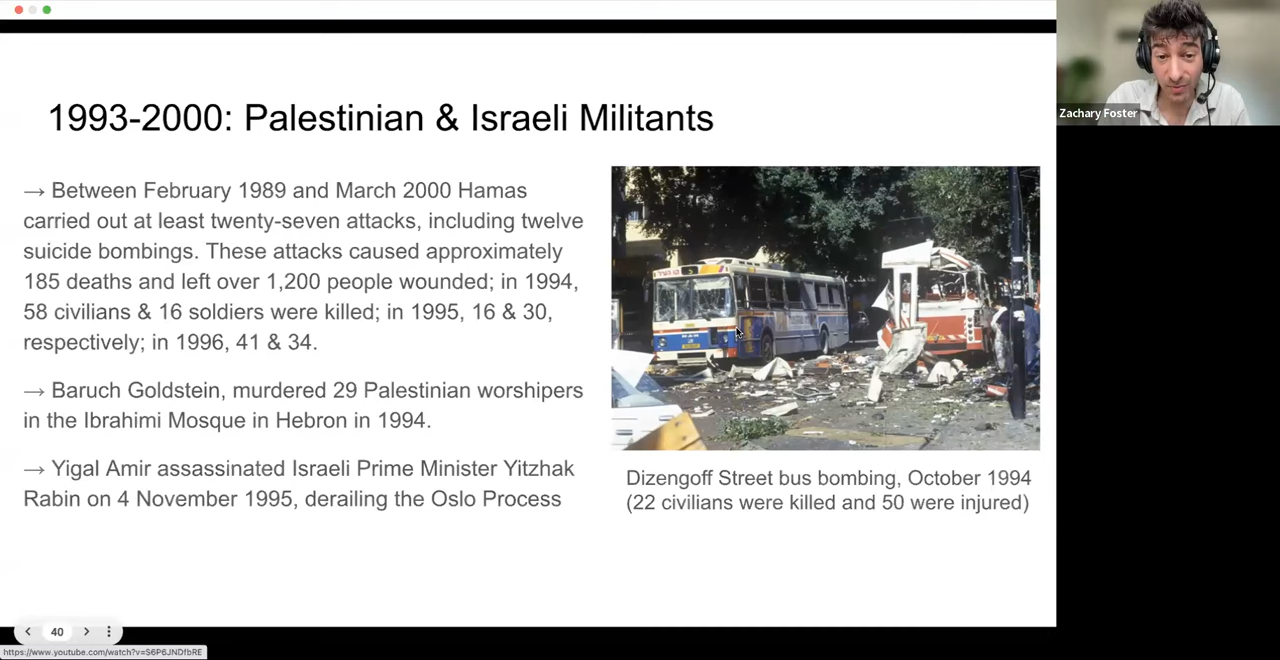 1993-2000: Palestinian & Israeli Militants
→ Between February 1989 and March 2000 Hamas
carried out at least twenty-seven attacks, including twelve
suicide bombings. These attacks caused approximately
185 deaths and left over 1,200 people wounded; in 1994,
58 civilians & 16 soldiers were killed; in 1995, 16 & 30,
respectively; in 1996, 41 & 34.
→ Baruch Goldstein, murdered 29 Palestinian worshipers
in the Ibrahimi Mosque in Hebron in 1994.
→ Yigal Amir assassinated Israeli Prime Minister Yitzhak
Rabin on 4 November 1995, derailing the Oslo Process
Dizengoff Street bus bombing, October 1994
(22 civilians were killed and 50 were injured)
Zachary Foster
40
https://www.youtube.com/watch?v=S6P6JNDfbRE